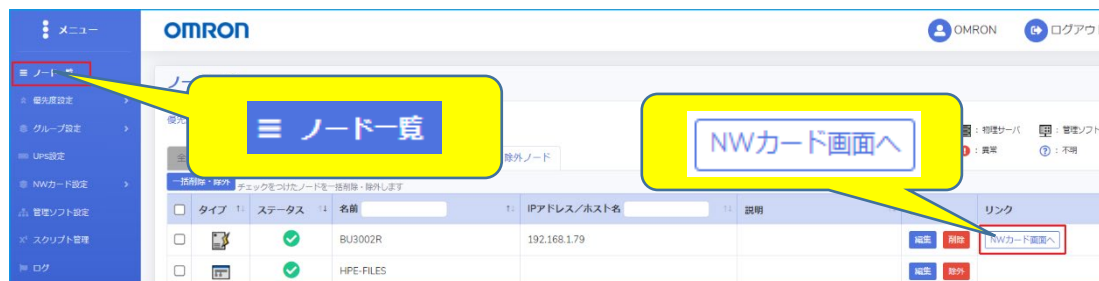 メニュー
OMRON
OMRON
ログアウ
ノード一覧
優先度設定
グループ設定
UPS設定
NWカード設定
管理ソフト設定
スクリプト管理
ログ
ノード一覧
NWカード画面へ
: 物理サーバ
: 管理ソフト
: 異常
: 不明
除外ノード
一括削除・除外
チェックをつけたノードを一括削除・除外します
タイプ
ステータス
名前
IPアドレス/ホスト名
説明
リンク
BU3002R
192.168.1.79
編集
削除
NWカード画面へ
HPE-FILES
編集
除外